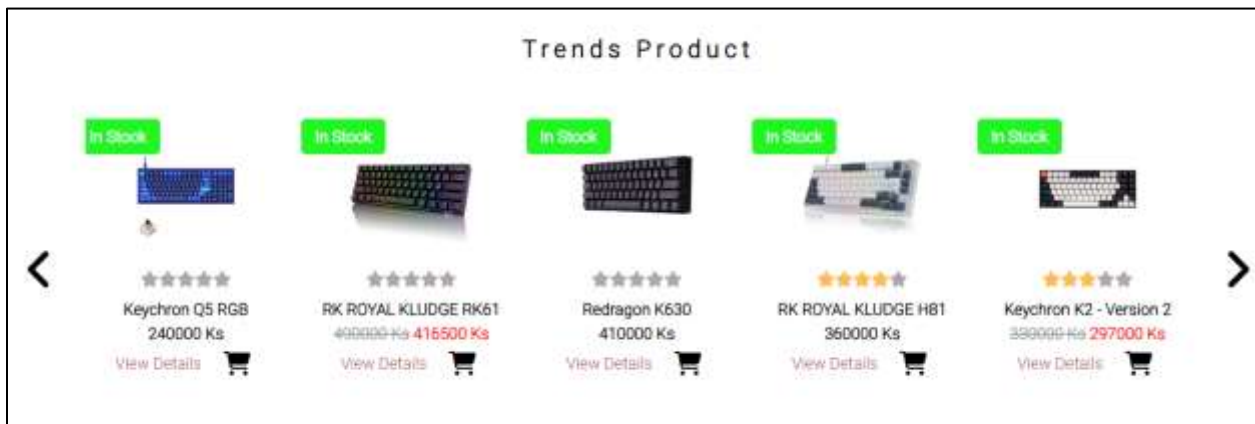 Trends Product
In Stock
Keychron Q5 RGB
240000 Ks
View Details
In Stock
RK ROYAL KLUDGE RK61
490000 Ks 416500 Ks
View Details
In Stock
Redragon K630
410000 Ks
View Details
In Stock
RK ROYAL KLUDGE H81
360000 Ks
View Details
In Stock
Keychron K2 - Version 2
330000 Ks 297000 Ks
View Details